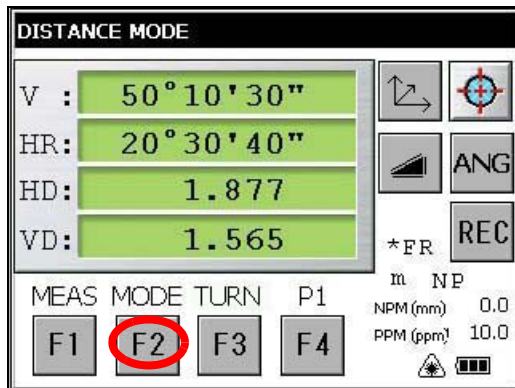 DISTANCE MODE
V : 50°10'30"
HR: 20°30'40"
HD: 1.877
VD: 1.565
ANG
REC
*FR
m NP
NPM (mm) 0.0
PPM (ppm) 10.0
MEAS MODE TURN P1
F1 F2 F3 F4